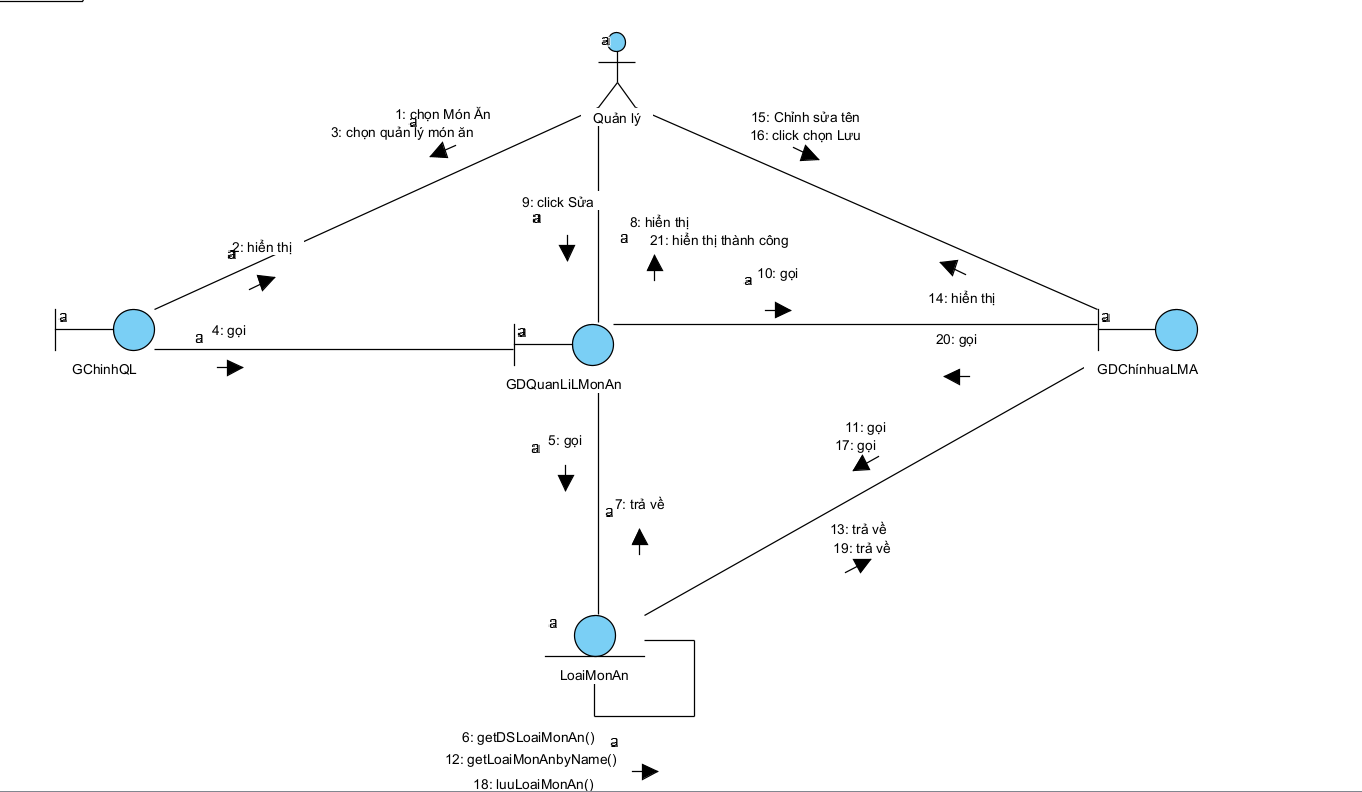 a
Quản lý
1: chọn Món Ăn
a
3: chọn quản lý món ăn
15: Chỉnh sửa tên
16: click chọn Lưu
9: click Sửa
a
8: hiển thị
a
21: hiển thị thành công
a
2: hiển thị
a
10: gọi
14: hiển thị
a
GChinhQL
a
4: gọi
a
GDQuanLiLMonAn
20: gọi
a
GDChínhuaLMA
11: gọi
17: gọi
a
5: gọi
a
7: trả về
13: trả về
19: trả về
a
LoaiMonAn
6: getDSLoaiMonAn()
a
12: getLoaiMonAnbyName()
18: luuLoaiMonAn()